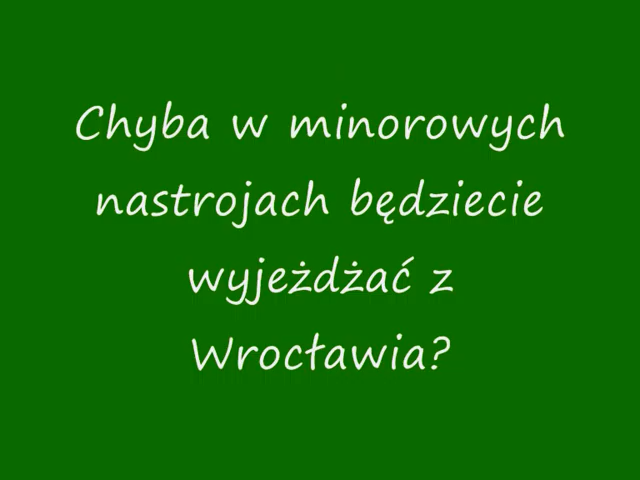 Chyba w minorowych
nastrojach będziecie
wyjeżdżać z
Wrocławia?